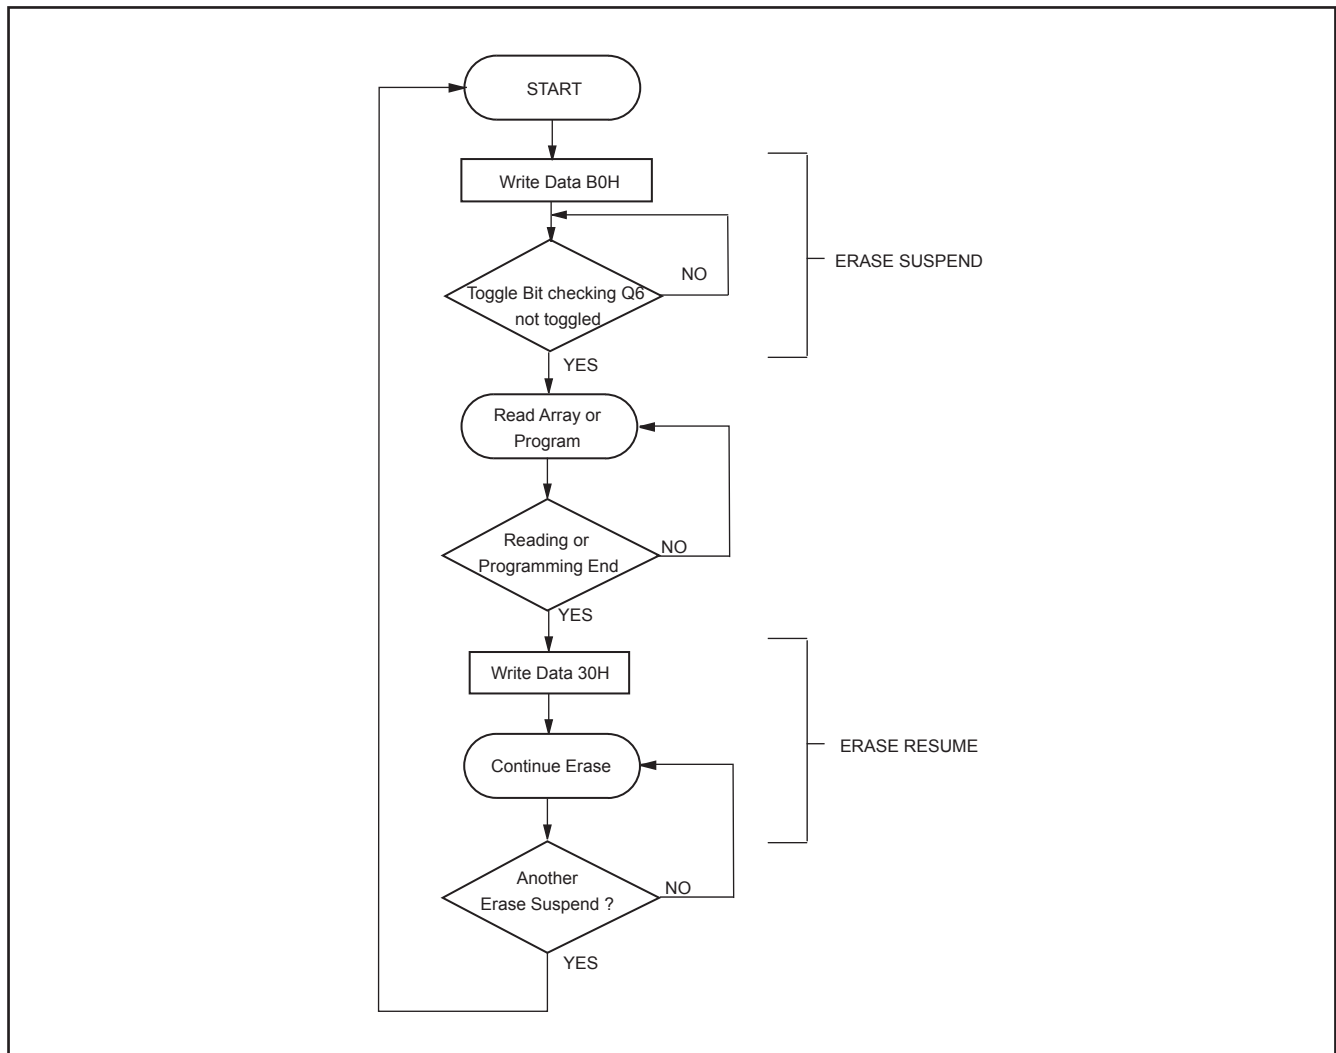 START
Write Data B0H
ERASE SUSPEND
NO
Toggle Bit checking Q6
not toggled
YES
Read Array or
Program
Reading or
Programming End
NO
YES
Write Data 30H
ERASE RESUME
Continue Erase
Another
Erase Suspend ?
NO
YES